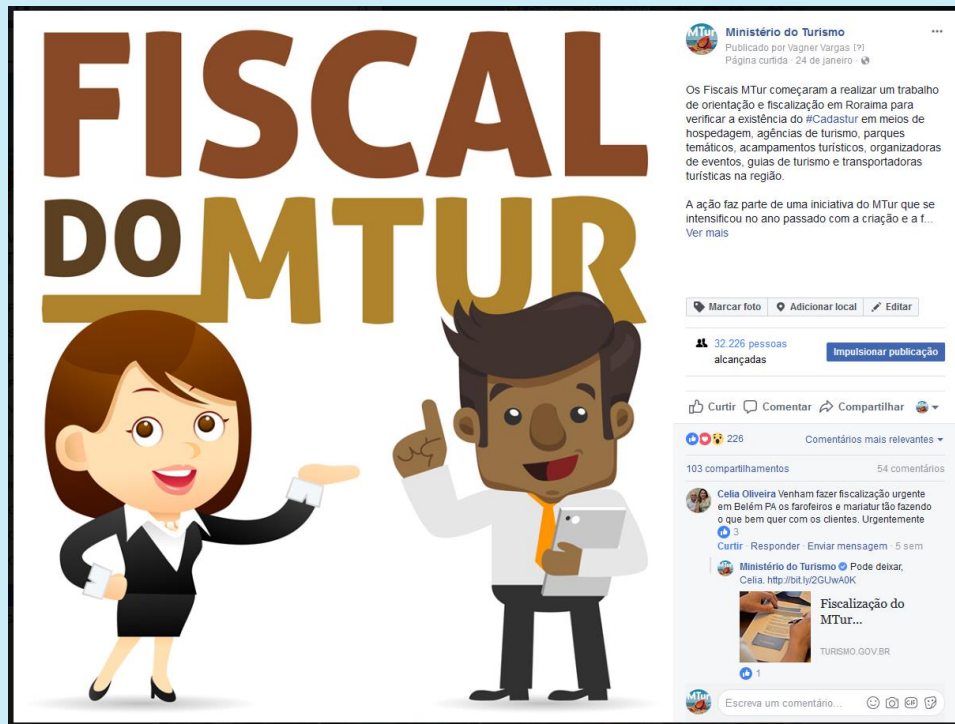 FISCAL
DO MTUR
MTur
Ministério do Turismo
Publicado por Vagner Vargas [?]
Página curtida · 24 de janeiro ·
Os Fiscais MTur começaram a realizar um trabalho
de orientação e fiscalização em Roraima para
verificar a existência do #Cadastur em meios de
hospedagem, agências de turismo, parques
temáticos, acampamentos turísticos, organizadoras
de eventos, guias de turismo e transportadoras
turísticas na região.
A ação faz parte de uma iniciativa do MTur que se
intensificou no ano passado com a criação e a f...
Ver mais
Marcar foto Adicionar local Editar
32.226 pessoas
alcançadas
Impulsionar publicação
Curtir Comentar Compartilhar
226 Comentários mais relevantes
103 compartilhamentos 54 comentários
Celia Oliveira Venham fazer fiscalização urgente
em Belém PA os farofeiros e mariatur tão fazendo
o que bem quer com os clientes. Urgentemente
3
Curtir · Responder · Enviar mensagem · 5 sem
Ministério do Turismo Pode deixar,
Celia. http://bit.ly/2GUwA0K
Fiscalização do
MTur...
TURISMO.GOV.BR
1
MTur
Escreva um comentário... GIF